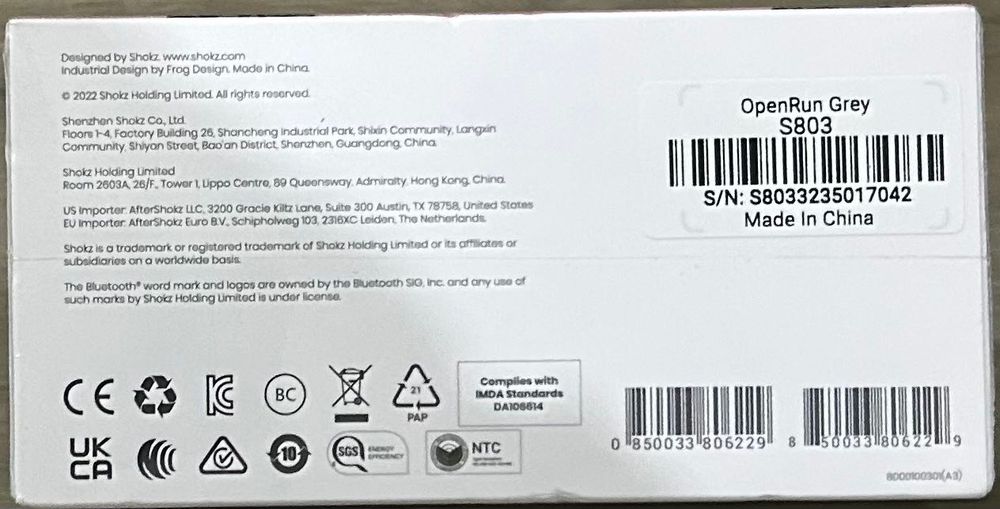 Designed by Shokz. www.shokz.com
Industrial Design by Frog Design. Made in China.
© 2022 Shokz Holding Limited. All rights reserved.
Shenzhen Shokz Co., Ltd.
Floors 1-4, Factory Building 26, Shancheng Industrial Park, Shixin Community, Langxin
Community, Shiyan Street, Bao'an District, Shenzhen, Guangdong, China.
Shokz Holding Limited
Room 2603A, 26/F., Tower 1, Lippo Centre, 89 Queensway, Admiralty, Hong Kong, China.
US Importer: AfterShokz LLC, 3200 Gracie Kiltz Lane, Suite 300 Austin, TX 78758, United States
EU Importer: AfterShokz Euro B.V., Schipholweg 103, 2316XC Leiden, The Netherlands.
Shokz is a trademark or registered trademark of Shokz Holding Limited or its affiliates or
subsidiaries on a worldwide basis.
The Bluetooth® word mark and logos are owned by the Bluetooth SIG, Inc. and any use of
such marks by Shokz Holding Limited is under license.
OpenRun Grey
S803
S/N: S8033235017042
Made In China
CE
BC
21
PAP
Complies with
IMDA Standards
DA106614
UK
CA
10
SGS
ENERGY
EFFICIENCY
NTC
0 850033 806229
8 50033 80622 9
8000100301(A3)